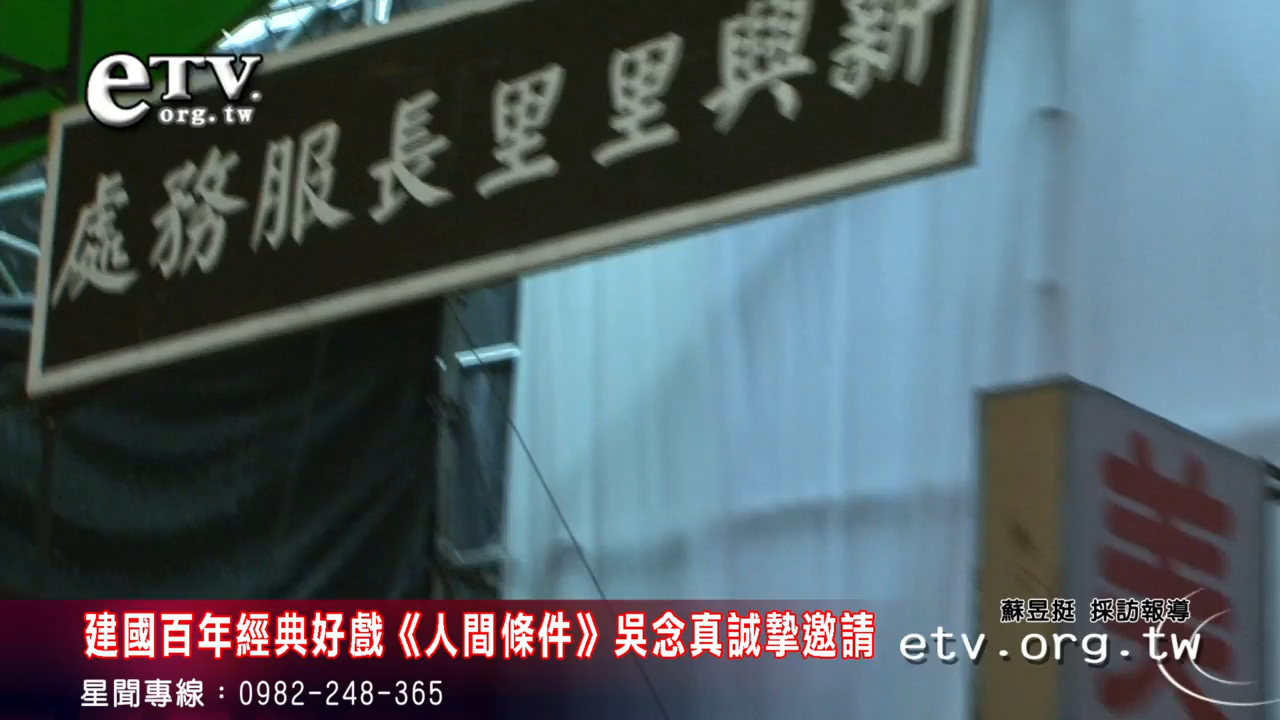 eTV.
org.tw
新興里里長服務處
美
蘇昱挺 採訪報導
建國百年經典好戲《人間條件》吳念真誠摯邀請
etv.org.tw
星聞專線：0982-248-365